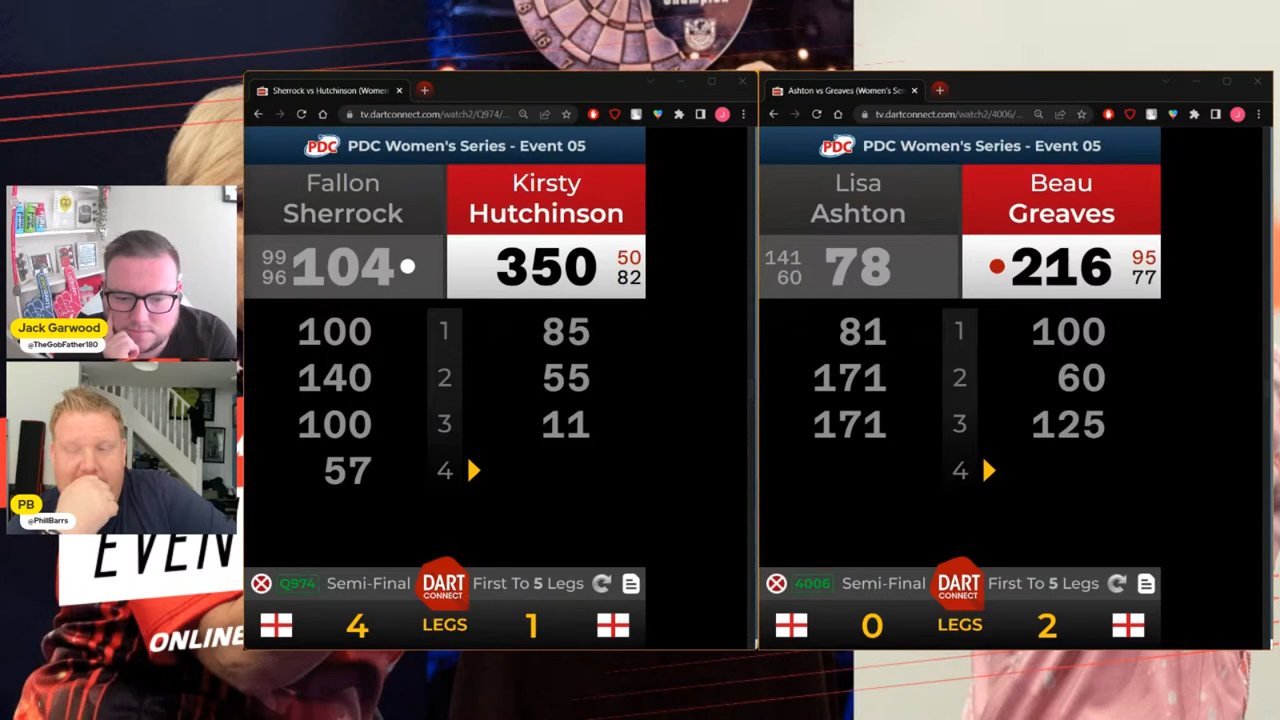 Champion
16
7
Sherrock vs Hutchinson (Women
tv.dartconnect.com/watch2/Q974/
J
PDC
PDC Women's Series - Event 05
Fallon
Sherrock
Kirsty
Hutchinson
99
96
104
350
50
82
100
1
85
140
2
55
100
3
11
57
4
Q974
Semi-Final
DART
CONNECT
First To 5 Legs
4
LEGS
1
Ashton vs Greaves (Women's Se
tv.dartconnect.com/watch2/4006/
J
PDC
PDC Women's Series - Event 05
Lisa
Ashton
Beau
Greaves
141
60
78
216
95
77
81
1
100
171
2
60
171
3
125
4
4006
Semi-Final
DART
CONNECT
First To 5 Legs
0
LEGS
2
Jack Garwood
@TheGobFather180
PB
@PhillBarrs
EVEN
ONLINE